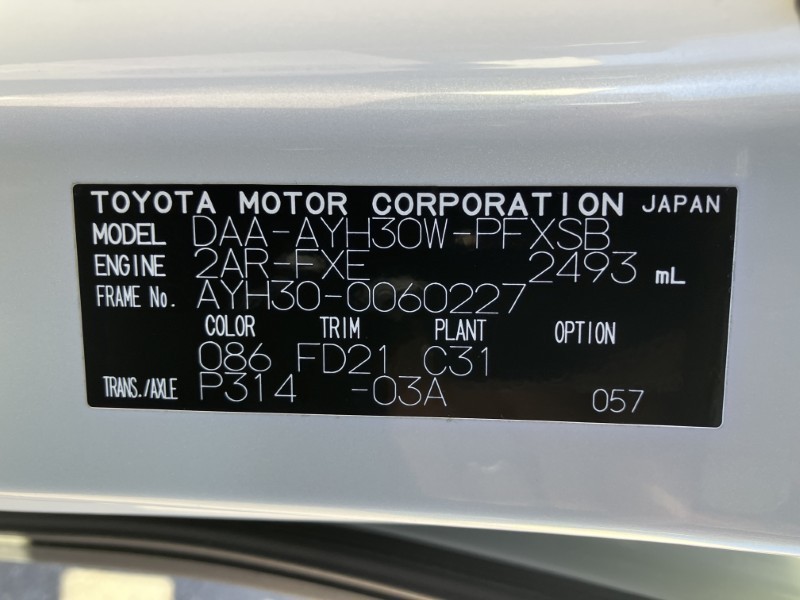 TOYOTA MOTOR CORPORATION JAPAN
MODEL DAA-AYH30W-PFXSB
ENGINE 2AR-FXE 2493 mL
FRAME No. AYH30-0060227
COLOR TRIM PLANT OPTION
086 FD21 C31
TRANS./AXLE P314 -03A 057